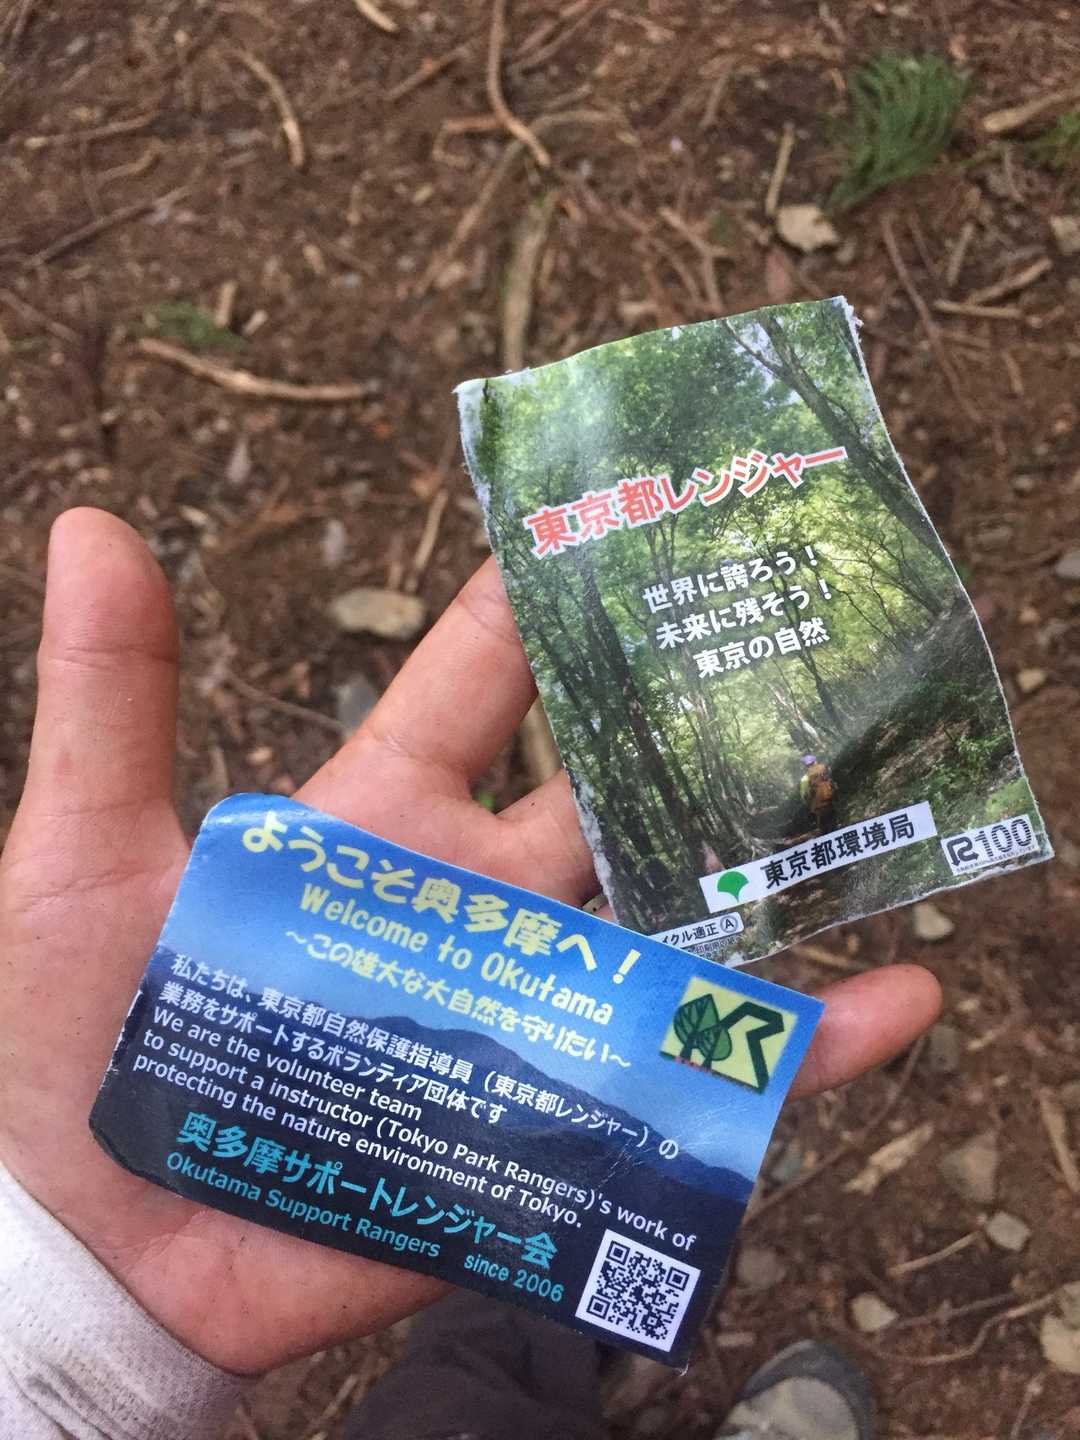 東京都レンジャー
世界に誇ろう！
未来に残そう！
東京の自然
東京都環境局
R100
イクル適正Ⓐ
ようこそ奥多摩へ！
Welcome to Okutama
～この雄大な大自然を守りたい～
私たちは、東京都自然保護指導員（東京都レンジャー）の
業務をサポートするボランティア団体です
We are the volunteer team
to support a instructor (Tokyo Park Rangers)'s work of
protecting the nature environment of Tokyo.
奥多摩サポートレンジャー会
Okutama Support Rangers since 2006